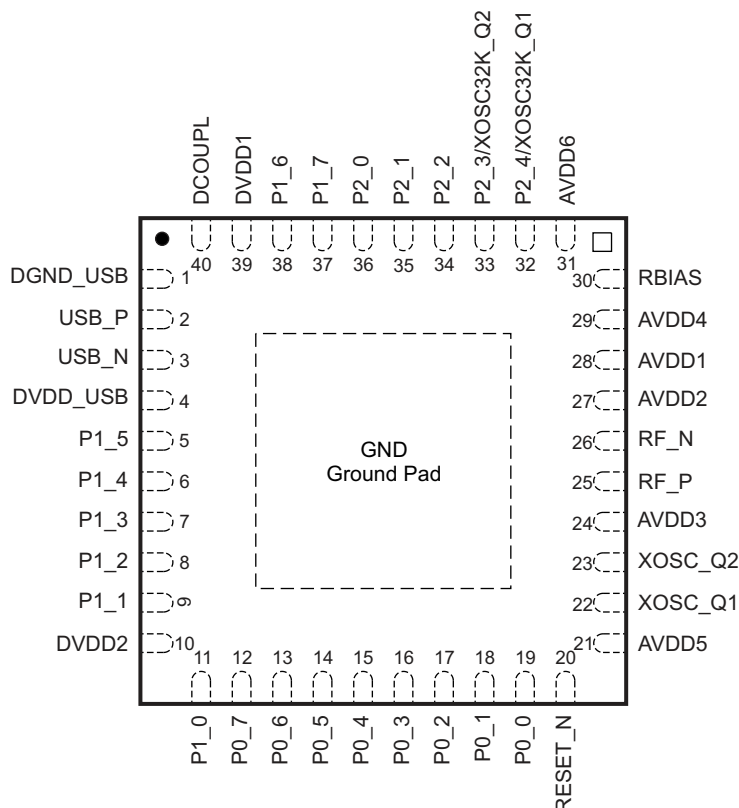 DCOUPL
DVDD1
P1_6
P1_7
P2_0
P2_1
P2_2
P2_3/XOSC32K_Q2
P2_4/XOSC32K_Q1
AVDD6
40 39 38 37 36 35 34 33 32 31
DGND_USB 1
USB_P 2
USB_N 3
DVDD_USB 4
P1_5 5
P1_4 6
P1_3 7
P1_2 8
P1_1 9
DVDD2 10
GND
Ground Pad
30 RBIAS
29 AVDD4
28 AVDD1
27 AVDD2
26 RF_N
25 RF_P
24 AVDD3
23 XOSC_Q2
22 XOSC_Q1
21 AVDD5
11 12 13 14 15 16 17 18 19 20
P1_0
P0_7
P0_6
P0_5
P0_4
P0_3
P0_2
P0_1
P0_0
RESET_N